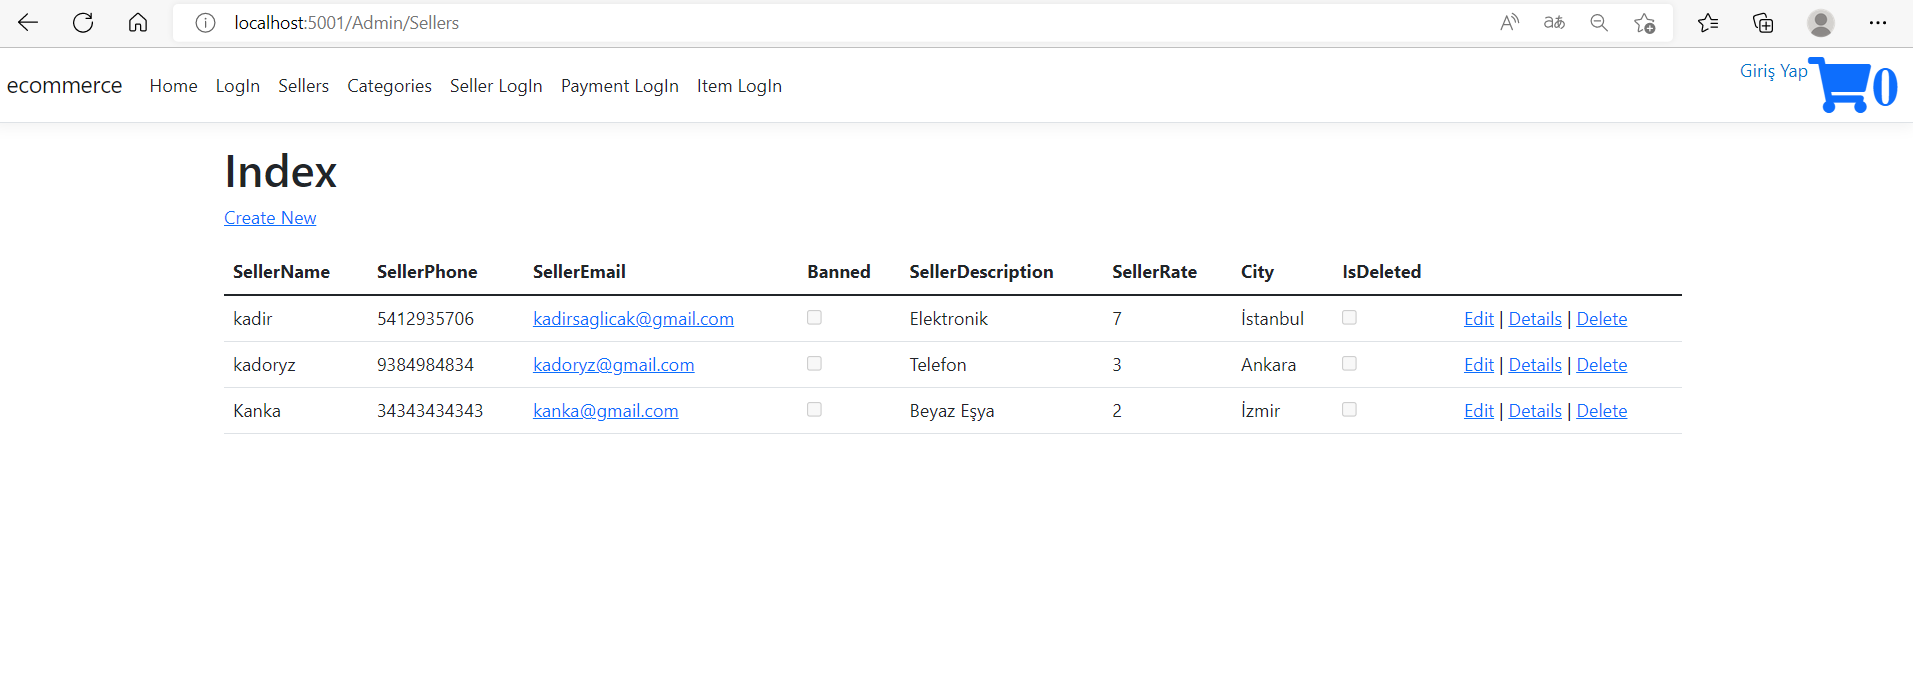 localhost:5001/Admin/Sellers
ecommerce Home LogIn Sellers Categories Seller LogIn Payment LogIn Item LogIn Giriş Yap 0
Index
Create New
SellerName SellerPhone SellerEmail Banned SellerDescription SellerRate City IsDeleted
kadir 5412935706 kadirsaglicak@gmail.com Elektronik 7 İstanbul Edit | Details | Delete
kadoryz 9384984834 kadoryz@gmail.com Telefon 3 Ankara Edit | Details | Delete
Kanka 34343434343 kanka@gmail.com Beyaz Eşya 2 İzmir Edit | Details | Delete